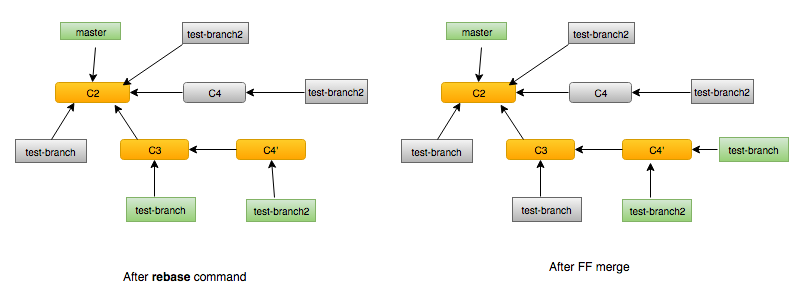 master
test-branch2
C2
C4
test-branch2
test-branch
C3
C4'
test-branch
test-branch2
After rebase command
master
test-branch2
C2
C4
test-branch2
test-branch
C3
C4'
test-branch
test-branch
test-branch2
After FF merge